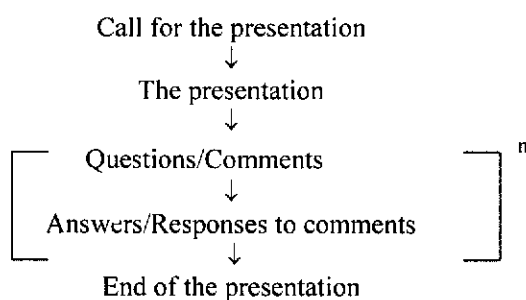 Call for the presentation
↓
The presentation
↓
Questions/Comments
n
↓
Answers/Responses to comments
↓
End of the presentation